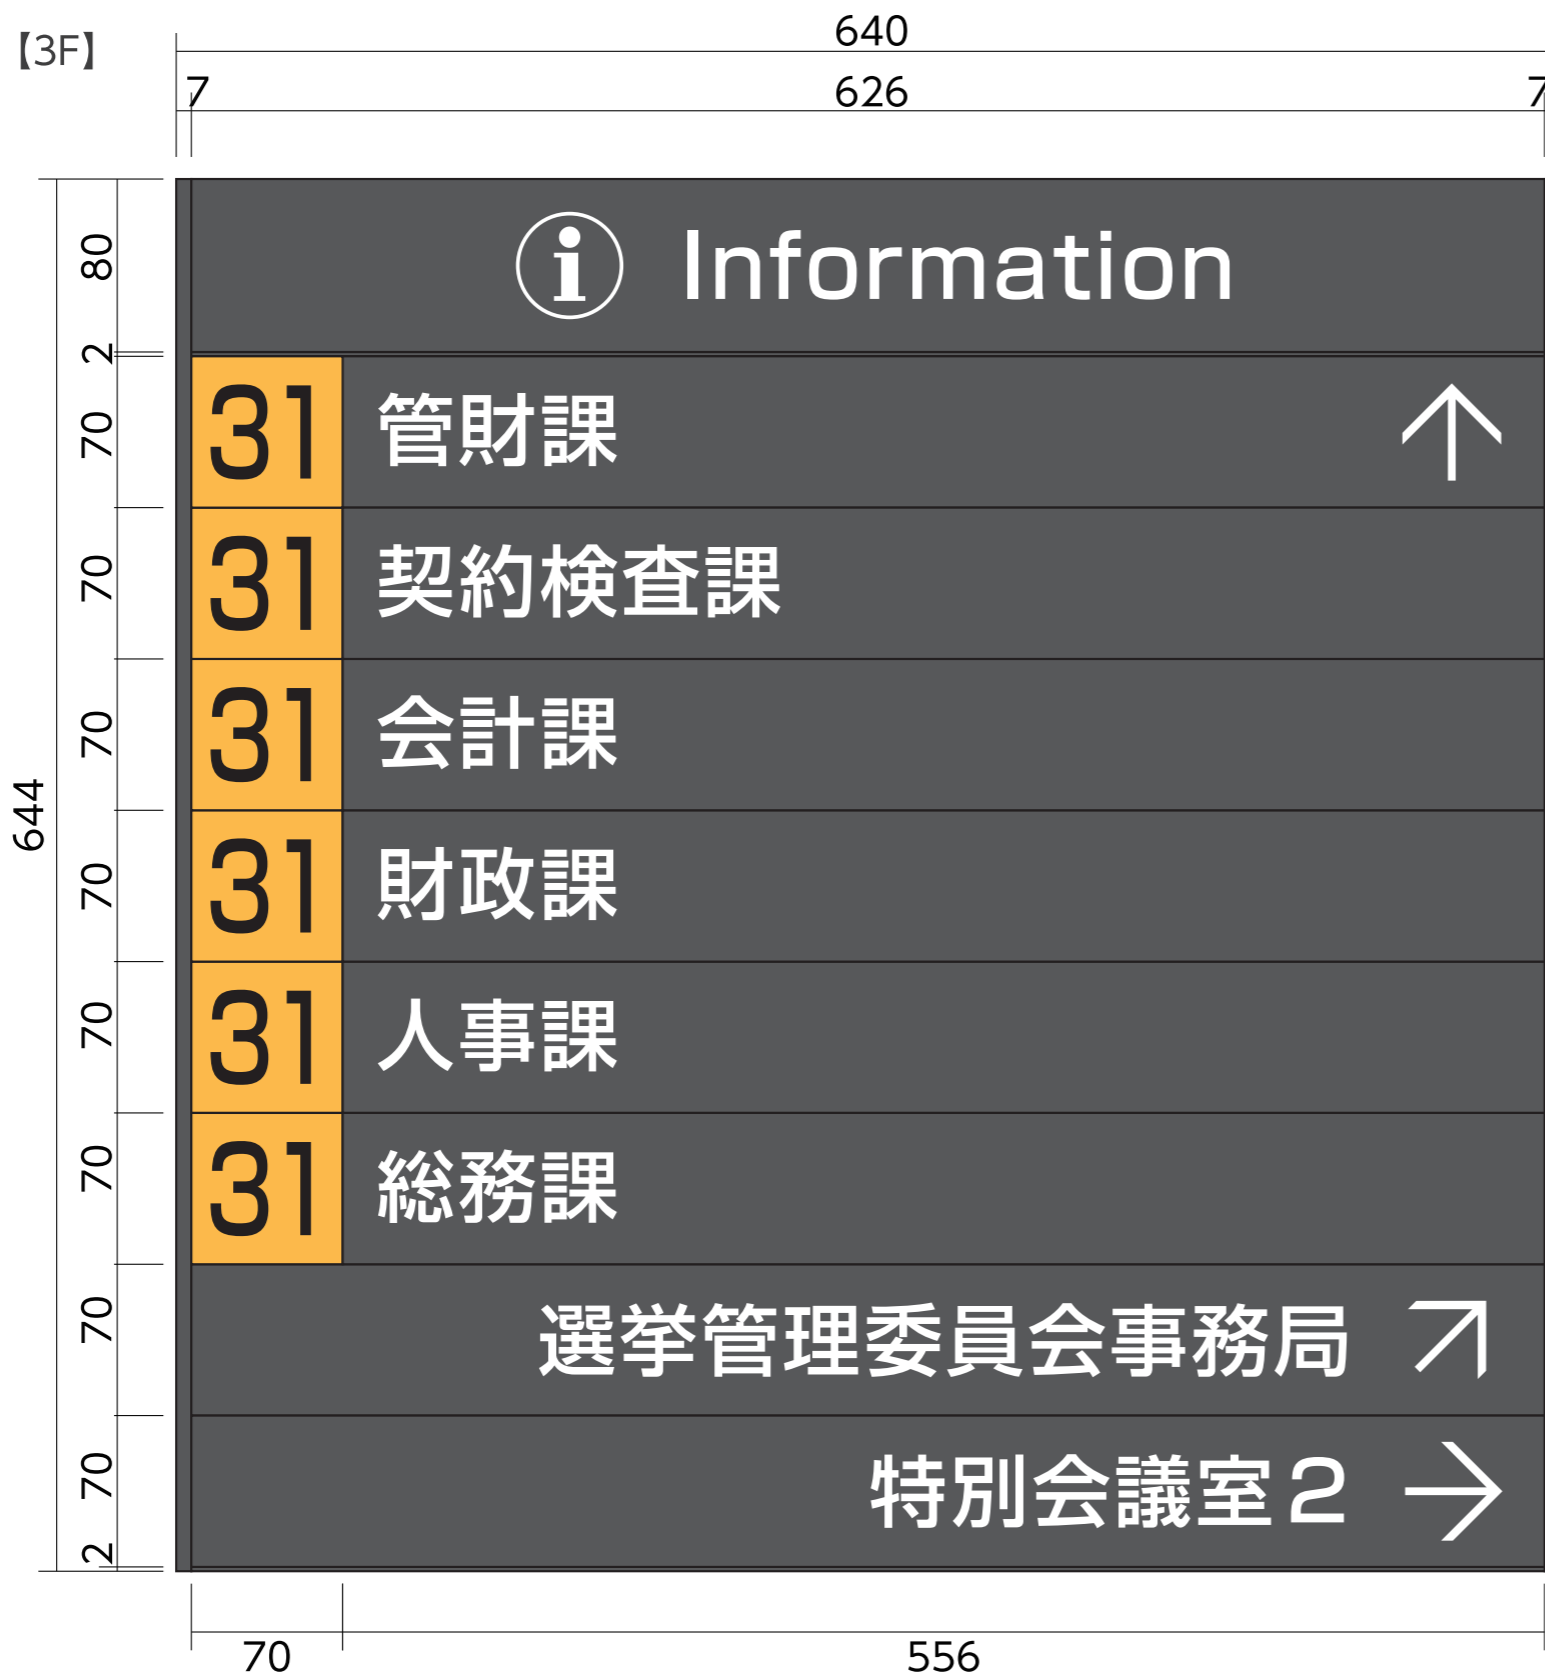 【3F】
640
7 626 7
80
i Information
2
70
31 管財課 ↑
70
31 契約検査課
70
31 会計課
644
70
31 財政課
70
31 人事課
70
31 総務課
70
選挙管理委員会事務局 ↗
70
特別会議室2 →
2
70 556